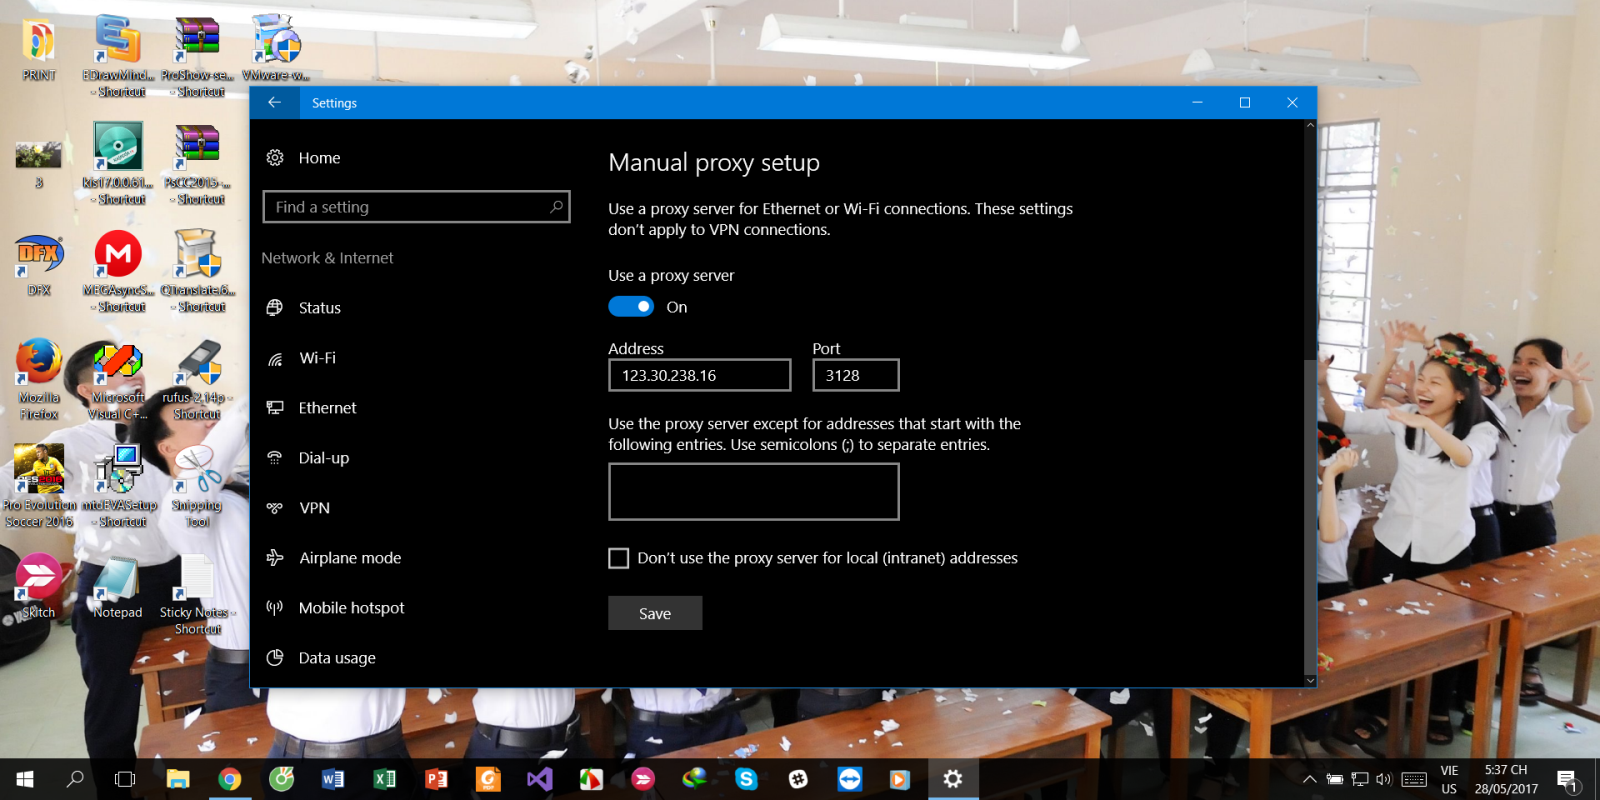 PRINT
EDrawMind...
- Shortcut
ProShow-se...
- Shortcut
VMware-w...
3
kis17.0.0.61...
- Shortcut
PsCC2015-...
- Shortcut
DFX
DFX
MEGAsyncS...
- Shortcut
QTranslate.6...
- Shortcut
Mozilla
Firefox
Microsoft
Visual C+...
rufus-2.14p -
Shortcut
Pro Evolution
Soccer 2016
mtdEVASetup
- Shortcut
Snipping
Tool
Skitch
Notepad
Sticky Notes -
Shortcut
Settings
Home
Find a setting
Network & Internet
Status
Wi-Fi
Ethernet
Dial-up
VPN
Airplane mode
Mobile hotspot
Data usage
Manual proxy setup
Use a proxy server for Ethernet or Wi-Fi connections. These settings
don't apply to VPN connections.
Use a proxy server
On
Address
Port
123.30.238.16
3128
Use the proxy server except for addresses that start with the
following entries. Use semicolons (;) to separate entries.
Don't use the proxy server for local (intranet) addresses
Save
VIE
US
5:37 CH
28/05/2017
1